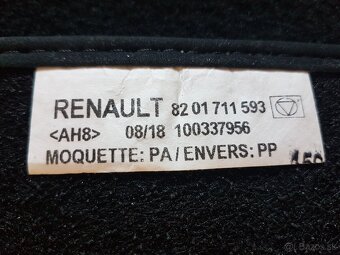 RENAULT 82 01 711 593
<AH8> 08/18 100337956
MOQUETTE: PA / ENVERS: PP